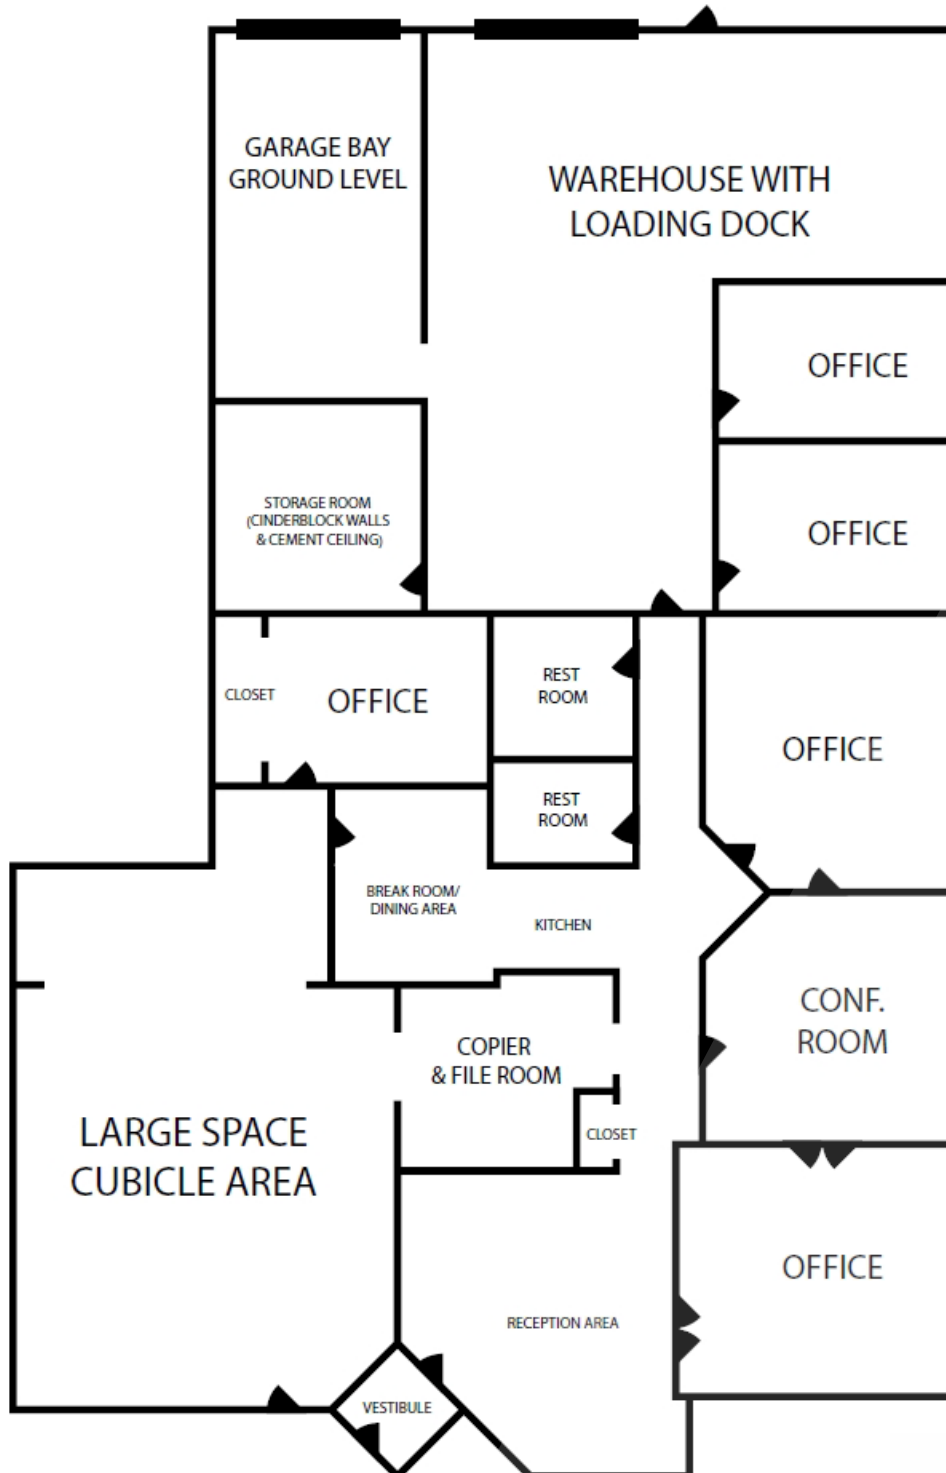 GARAGE BAY
GROUND LEVEL
WAREHOUSE WITH
LOADING DOCK
OFFICE
STORAGE ROOM
(CINDERBLOCK WALLS
& CEMENT CEILING)
OFFICE
CLOSET
OFFICE
REST
ROOM
OFFICE
REST
ROOM
BREAK ROOM/
DINING AREA
KITCHEN
CONF.
ROOM
COPIER
& FILE ROOM
LARGE SPACE
CUBICLE AREA
CLOSET
OFFICE
RECEPTION AREA
VESTIBULE